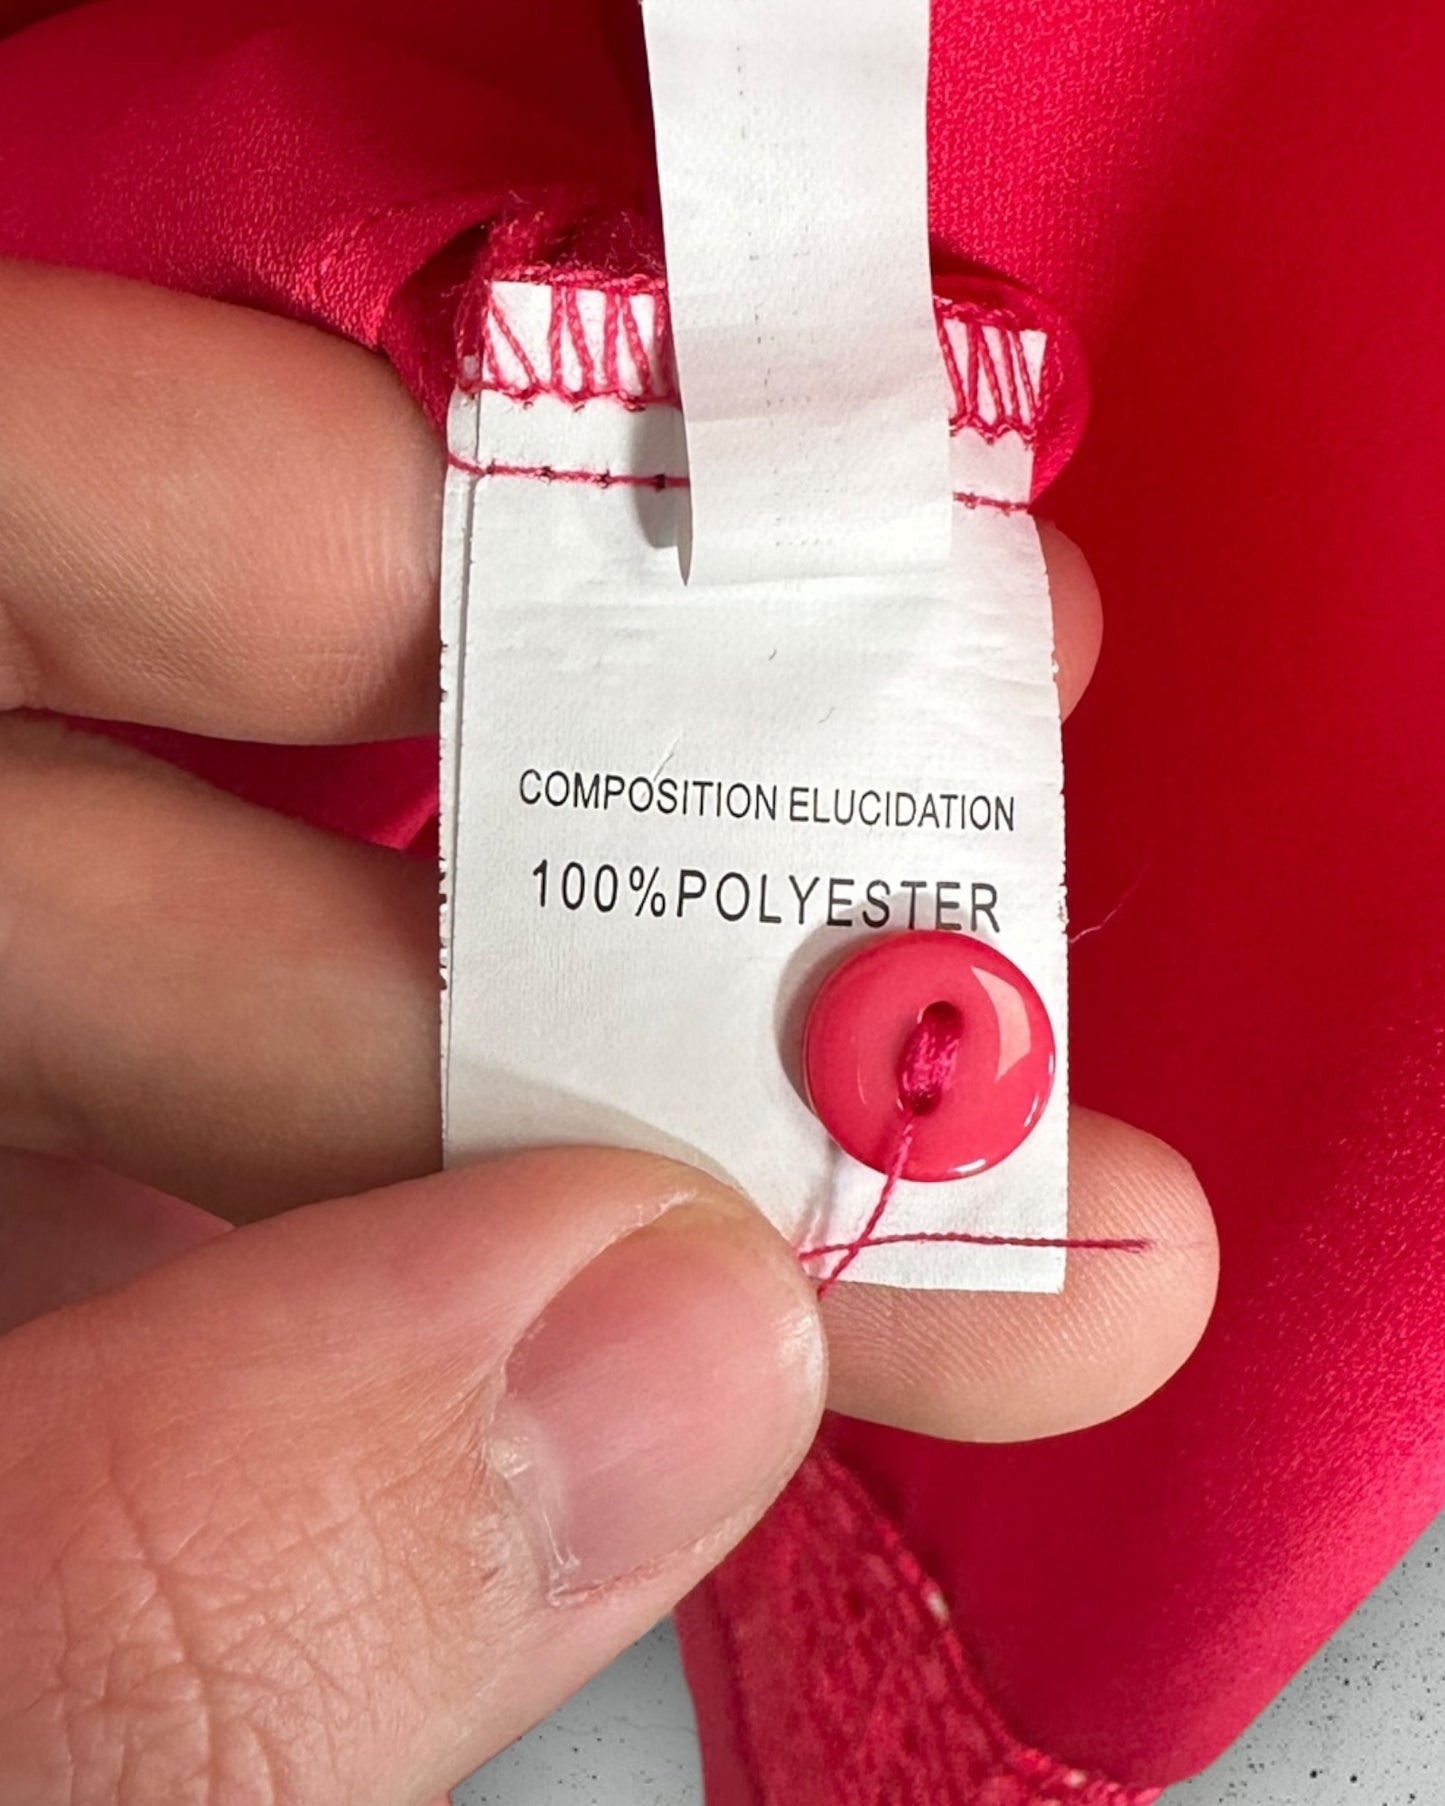 COMPOSITION ELUCIDATION
100%POLYESTER